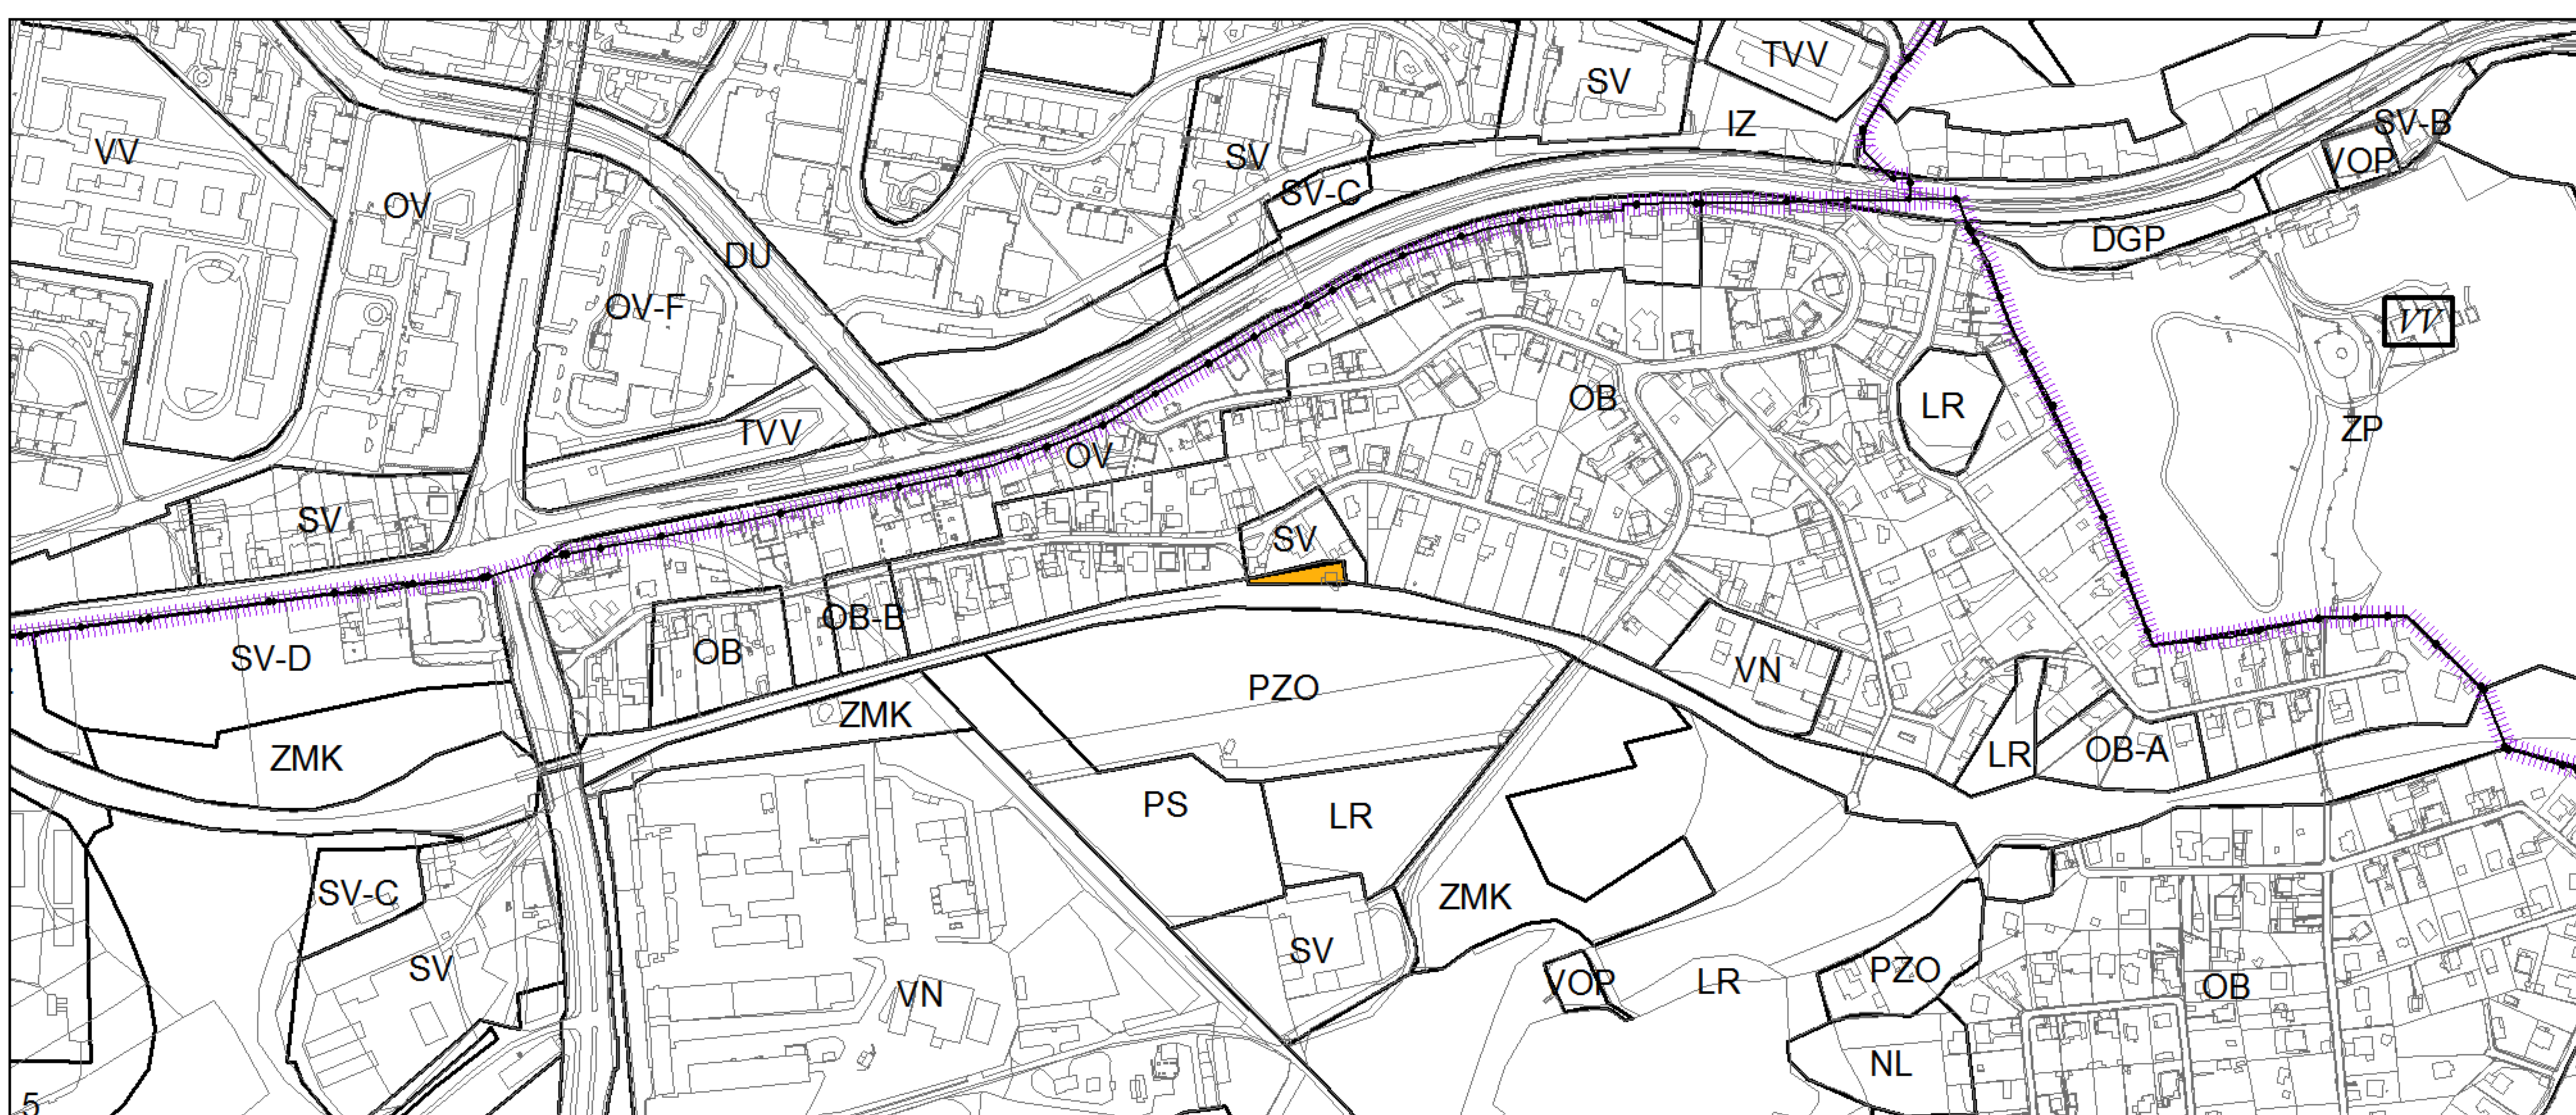 TVV
SV
IZ
SV-B
VV
SV
VOP
SV-C
OV
DGP
DU
OV-F
VV
OB
LR
TVV
ZP
OV
SV
SV
OB-B
SV-D
OB
VN
PZO
ZMK
ZMK
LR
OB-A
PS
LR
SV-C
ZMK
SV
SV
PZO
VOP
LR
OB
VN
NL
5